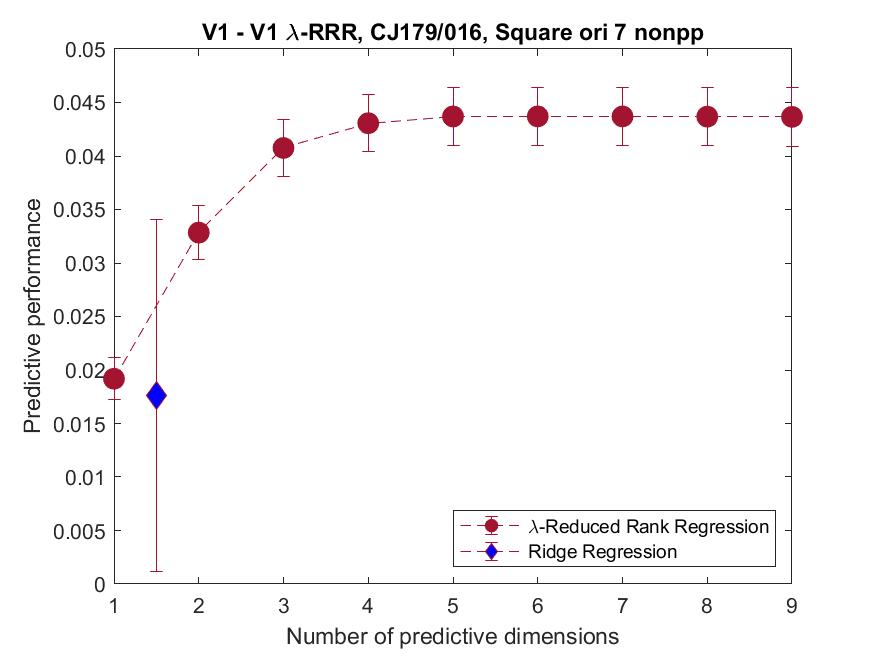 V1 - V1 λ-RRR, CJ179/016, Square ori 7 nonpp
0.05
0.045
0.04
0.035
0.03
0.025
0.02
0.015
0.01
0.005
0
Predictive performance
λ-Reduced Rank Regression
Ridge Regression
1 2 3 4 5 6 7 8 9
Number of predictive dimensions